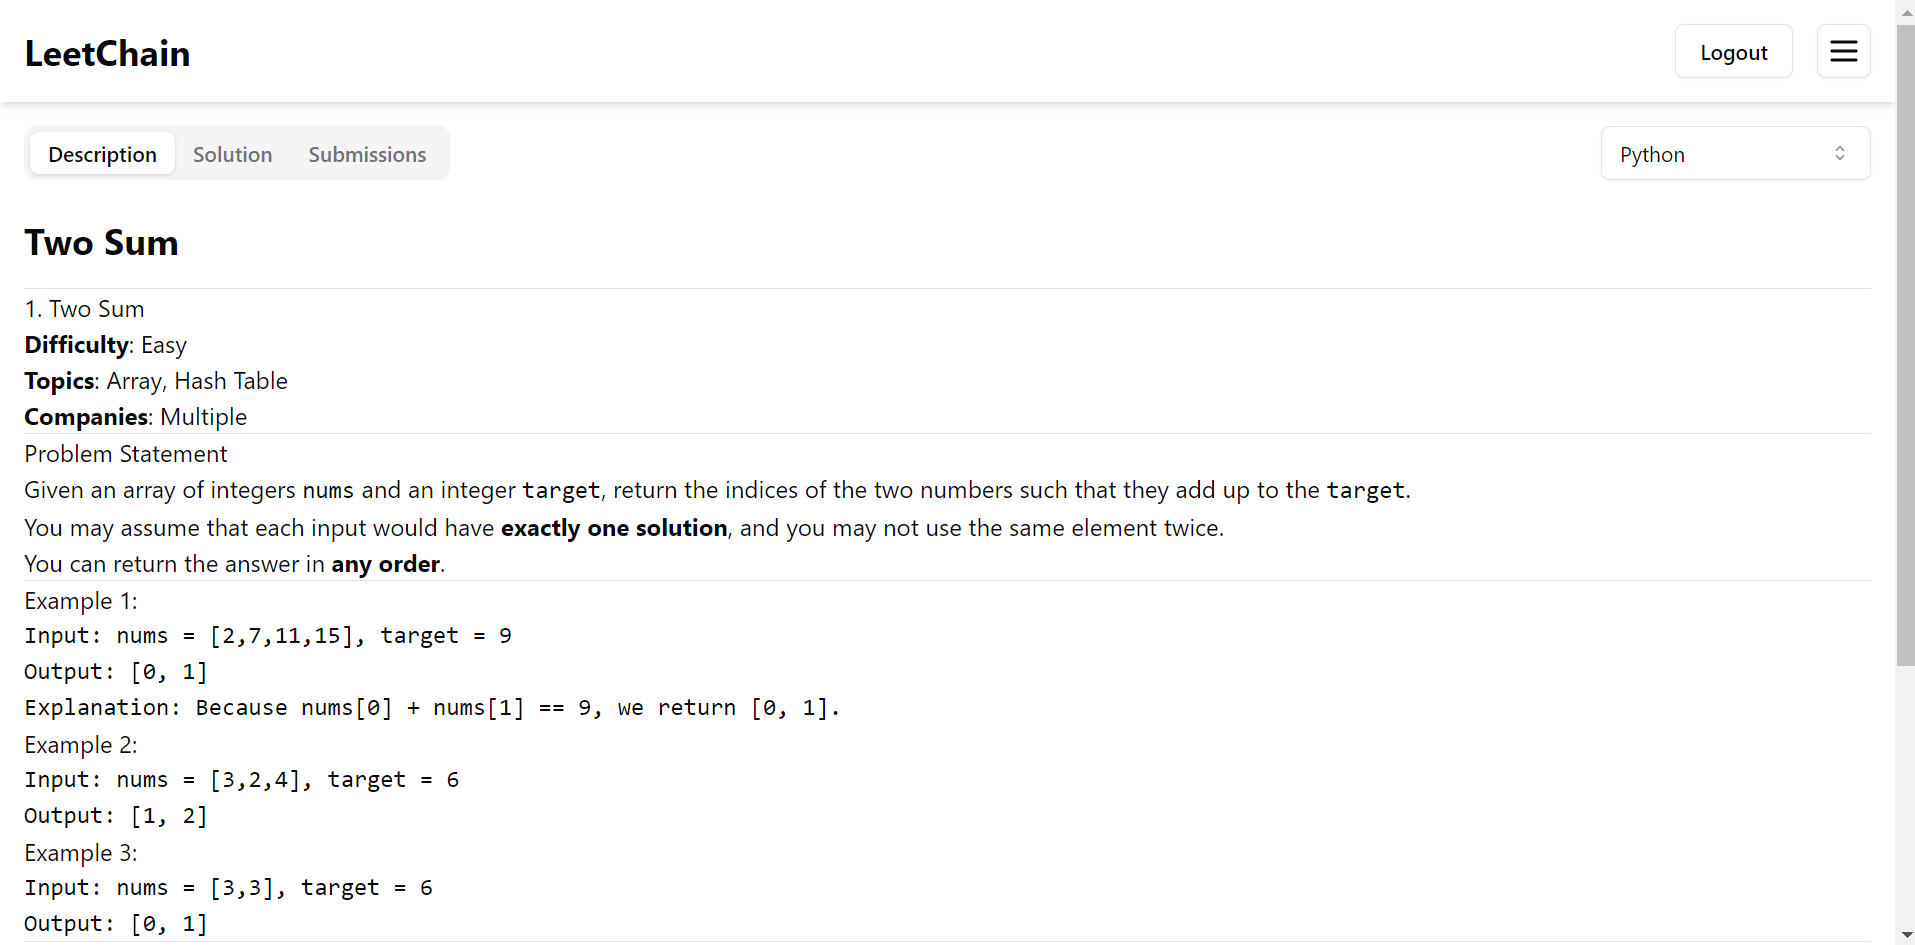 LeetChain
Logout
Description Solution Submissions
Python
Two Sum
1. Two Sum
Difficulty: Easy
Topics: Array, Hash Table
Companies: Multiple
Problem Statement
Given an array of integers nums and an integer target, return the indices of the two numbers such that they add up to the target.
You may assume that each input would have exactly one solution, and you may not use the same element twice.
You can return the answer in any order.
Example 1:
Input: nums = [2,7,11,15], target = 9
Output: [0, 1]
Explanation: Because nums[0] + nums[1] == 9, we return [0, 1].
Example 2:
Input: nums = [3,2,4], target = 6
Output: [1, 2]
Example 3:
Input: nums = [3,3], target = 6
Output: [0, 1]